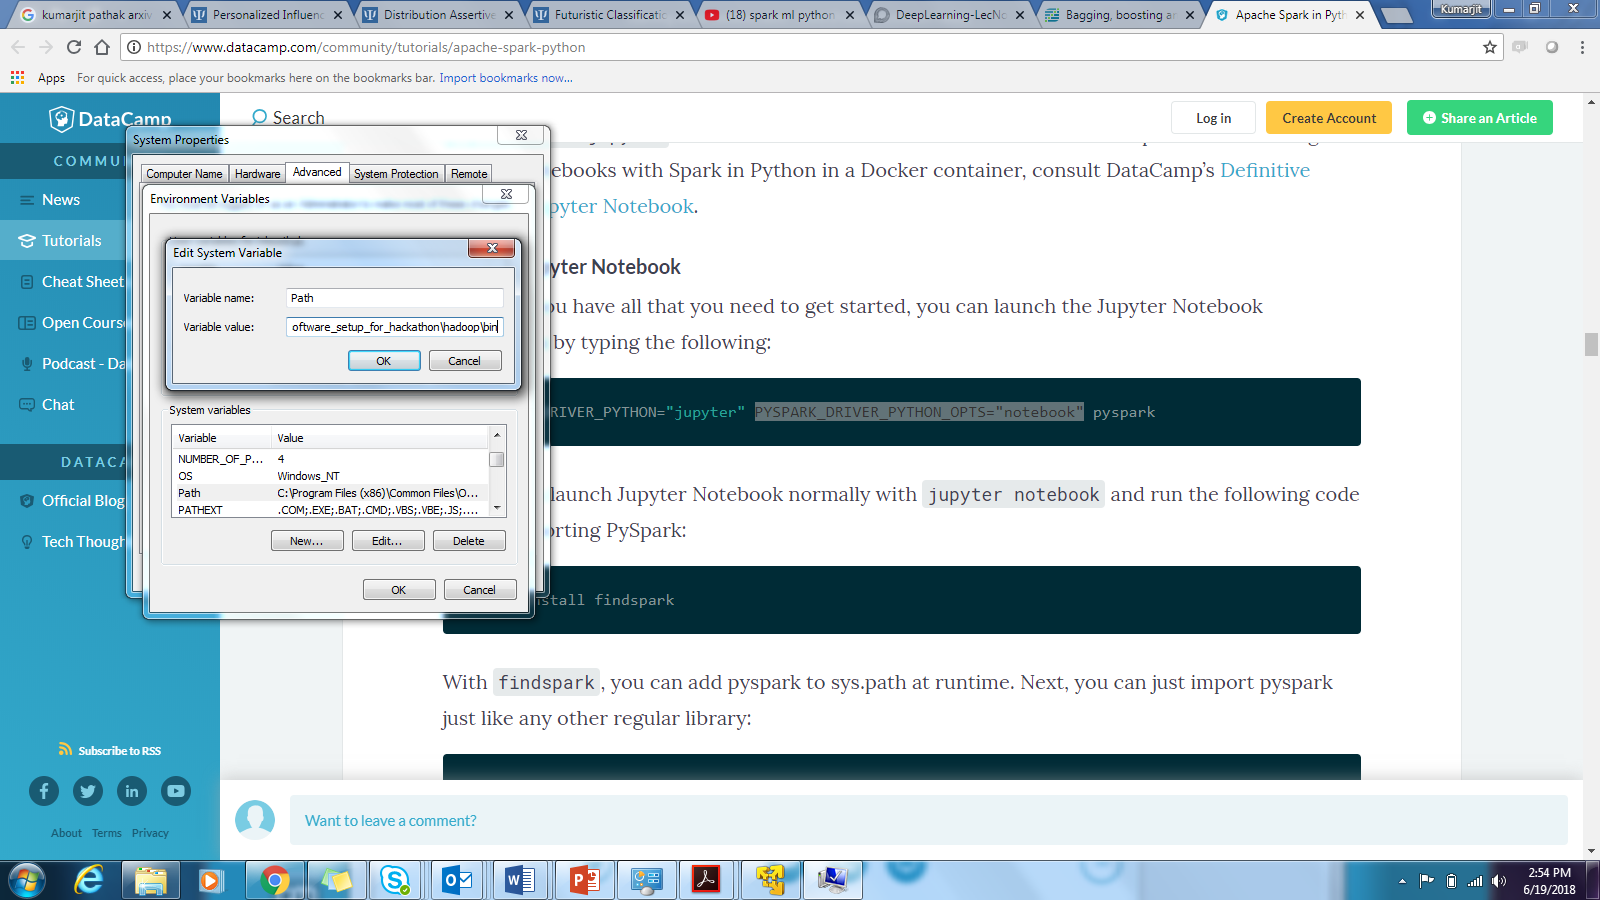 kumarjit pathak arxiv
Personalized Influenc
Distribution Assertive
Futuristic Classificatic
(18) spark ml python
DeepLearning-LecNo
Bagging, boosting an
Apache Spark in Pyth
Kumarjit
https://www.datacamp.com/community/tutorials/apache-spark-python
Apps For quick access, place your bookmarks here on the bookmarks bar. Import bookmarks now...
DataCamp
Search
Log in
Create Account
Share an Article
COMMU
News
Tutorials
Cheat Sheet
Open Cours
Podcast - Da
Chat
DATACA
Official Blog
Tech Though
Subscribe to RSS
About Terms Privacy
System Properties
Computer Name Hardware Advanced System Protection Remote
Environment Variables
Edit System Variable
Variable name: Path
Variable value: oftware_setup_for_hackathon\hadoop\bin
OK Cancel
System variables
Variable Value
NUMBER_OF_P... 4
OS Windows_NT
Path C:\Program Files (x86)\Common Files\O...
PATHEXT .COM;.EXE;.BAT;.CMD;.VBS;.VBE;.JS;....
New... Edit... Delete
OK Cancel
ebooks with Spark in Python in a Docker container, consult DataCamp’s Definitive
pyter Notebook.
yter Notebook
ou have all that you need to get started, you can launch the Jupyter Notebook
by typing the following:
RIVER_PYTHON="jupyter" PYSPARK_DRIVER_PYTHON_OPTS="notebook" pyspark
launch Jupyter Notebook normally with jupyter notebook and run the following code
orting PySpark:
stall findspark
With findspark, you can add pyspark to sys.path at runtime. Next, you can just import pyspark
just like any other regular library:
Want to leave a comment?
2:54 PM
6/19/2018